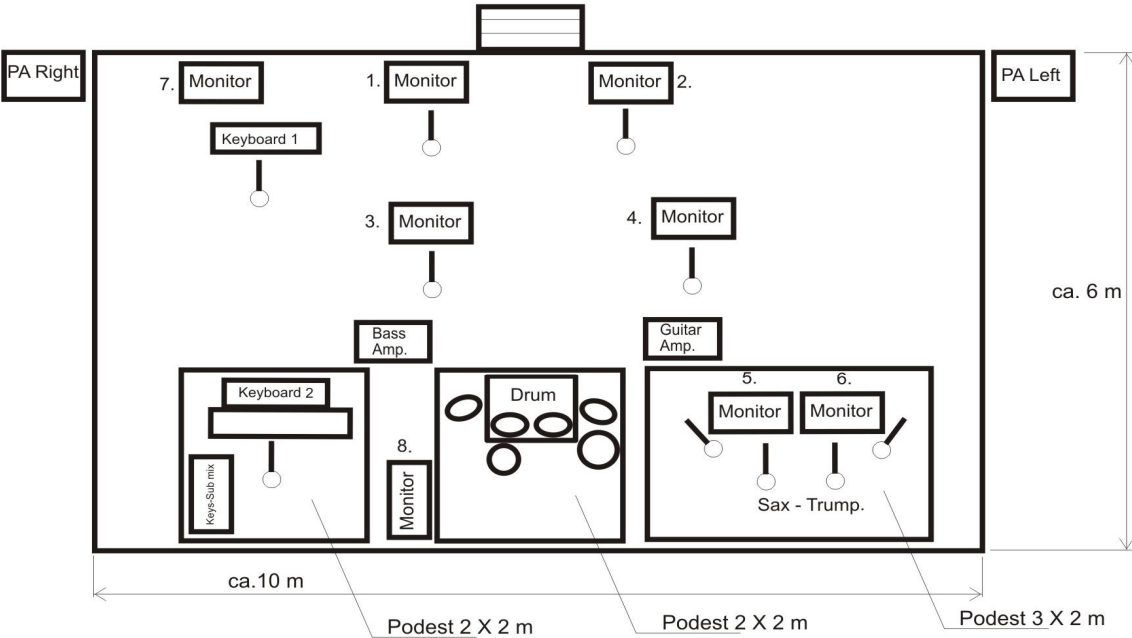 PA Right
7. Monitor
1. Monitor
Monitor 2.
PA Left
Keyboard 1
3. Monitor
4. Monitor
ca. 6 m
Bass
Amp.
Guitar
Amp.
Keyboard 2
Drum
5.
6.
Monitor
Monitor
8.
Monitor
Keys-Sub mix
Sax - Trump.
ca.10 m
Podest 2 X 2 m
Podest 2 X 2 m
Podest 3 X 2 m